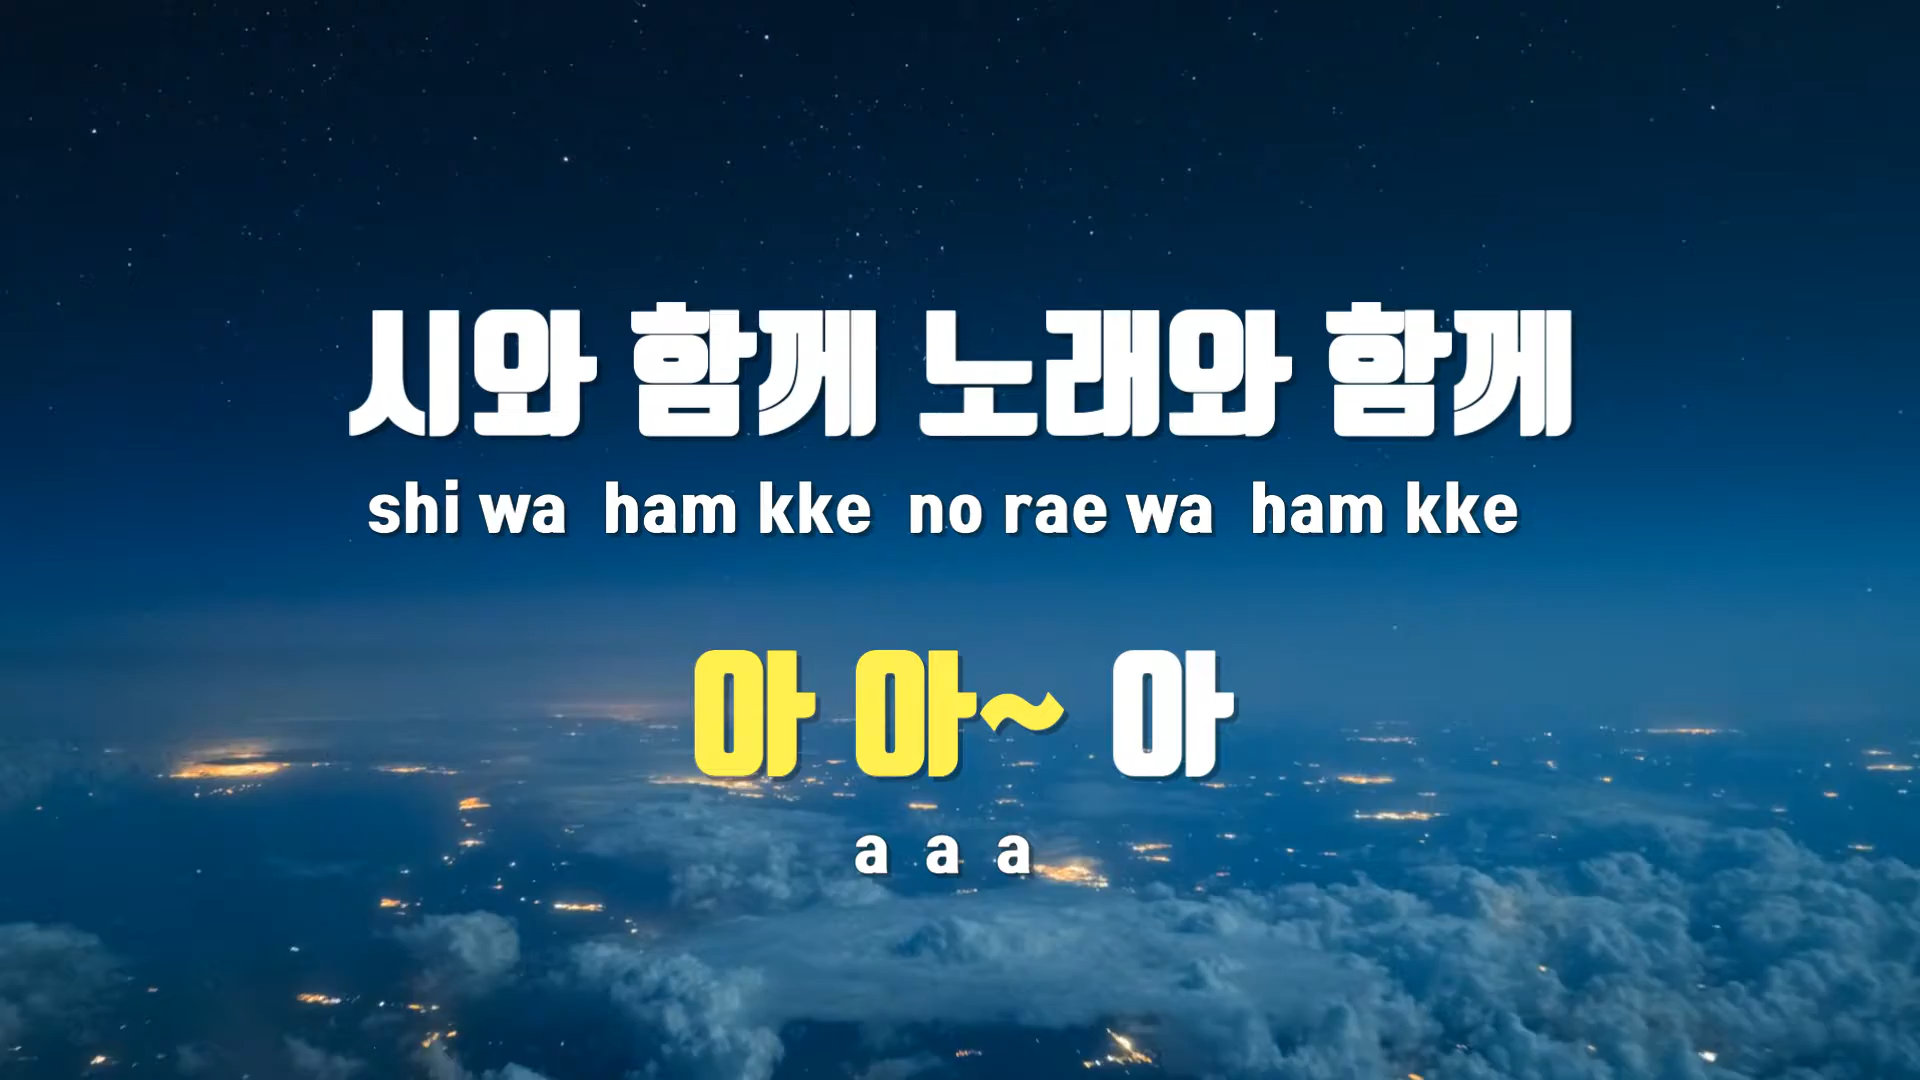 시와 함께 노래와 함께
shi wa ham kke no rae wa ham kke
아 아~ 아
a a a